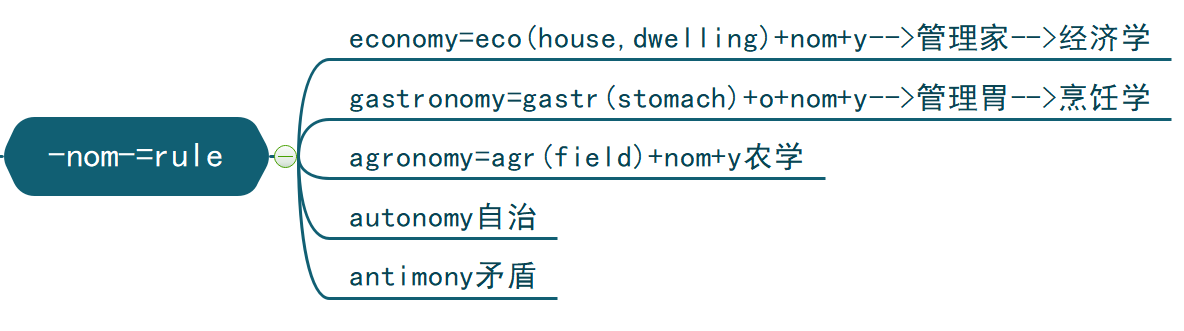 -nom-=rule
economy=eco(house,dwelling)+nom+y-->管理家-->经济学
gastronomy=gastr(stomach)+o+nom+y-->管理胃-->烹饪学
agronomy=agr(field)+nom+y农学
autonomy自治
antimony矛盾